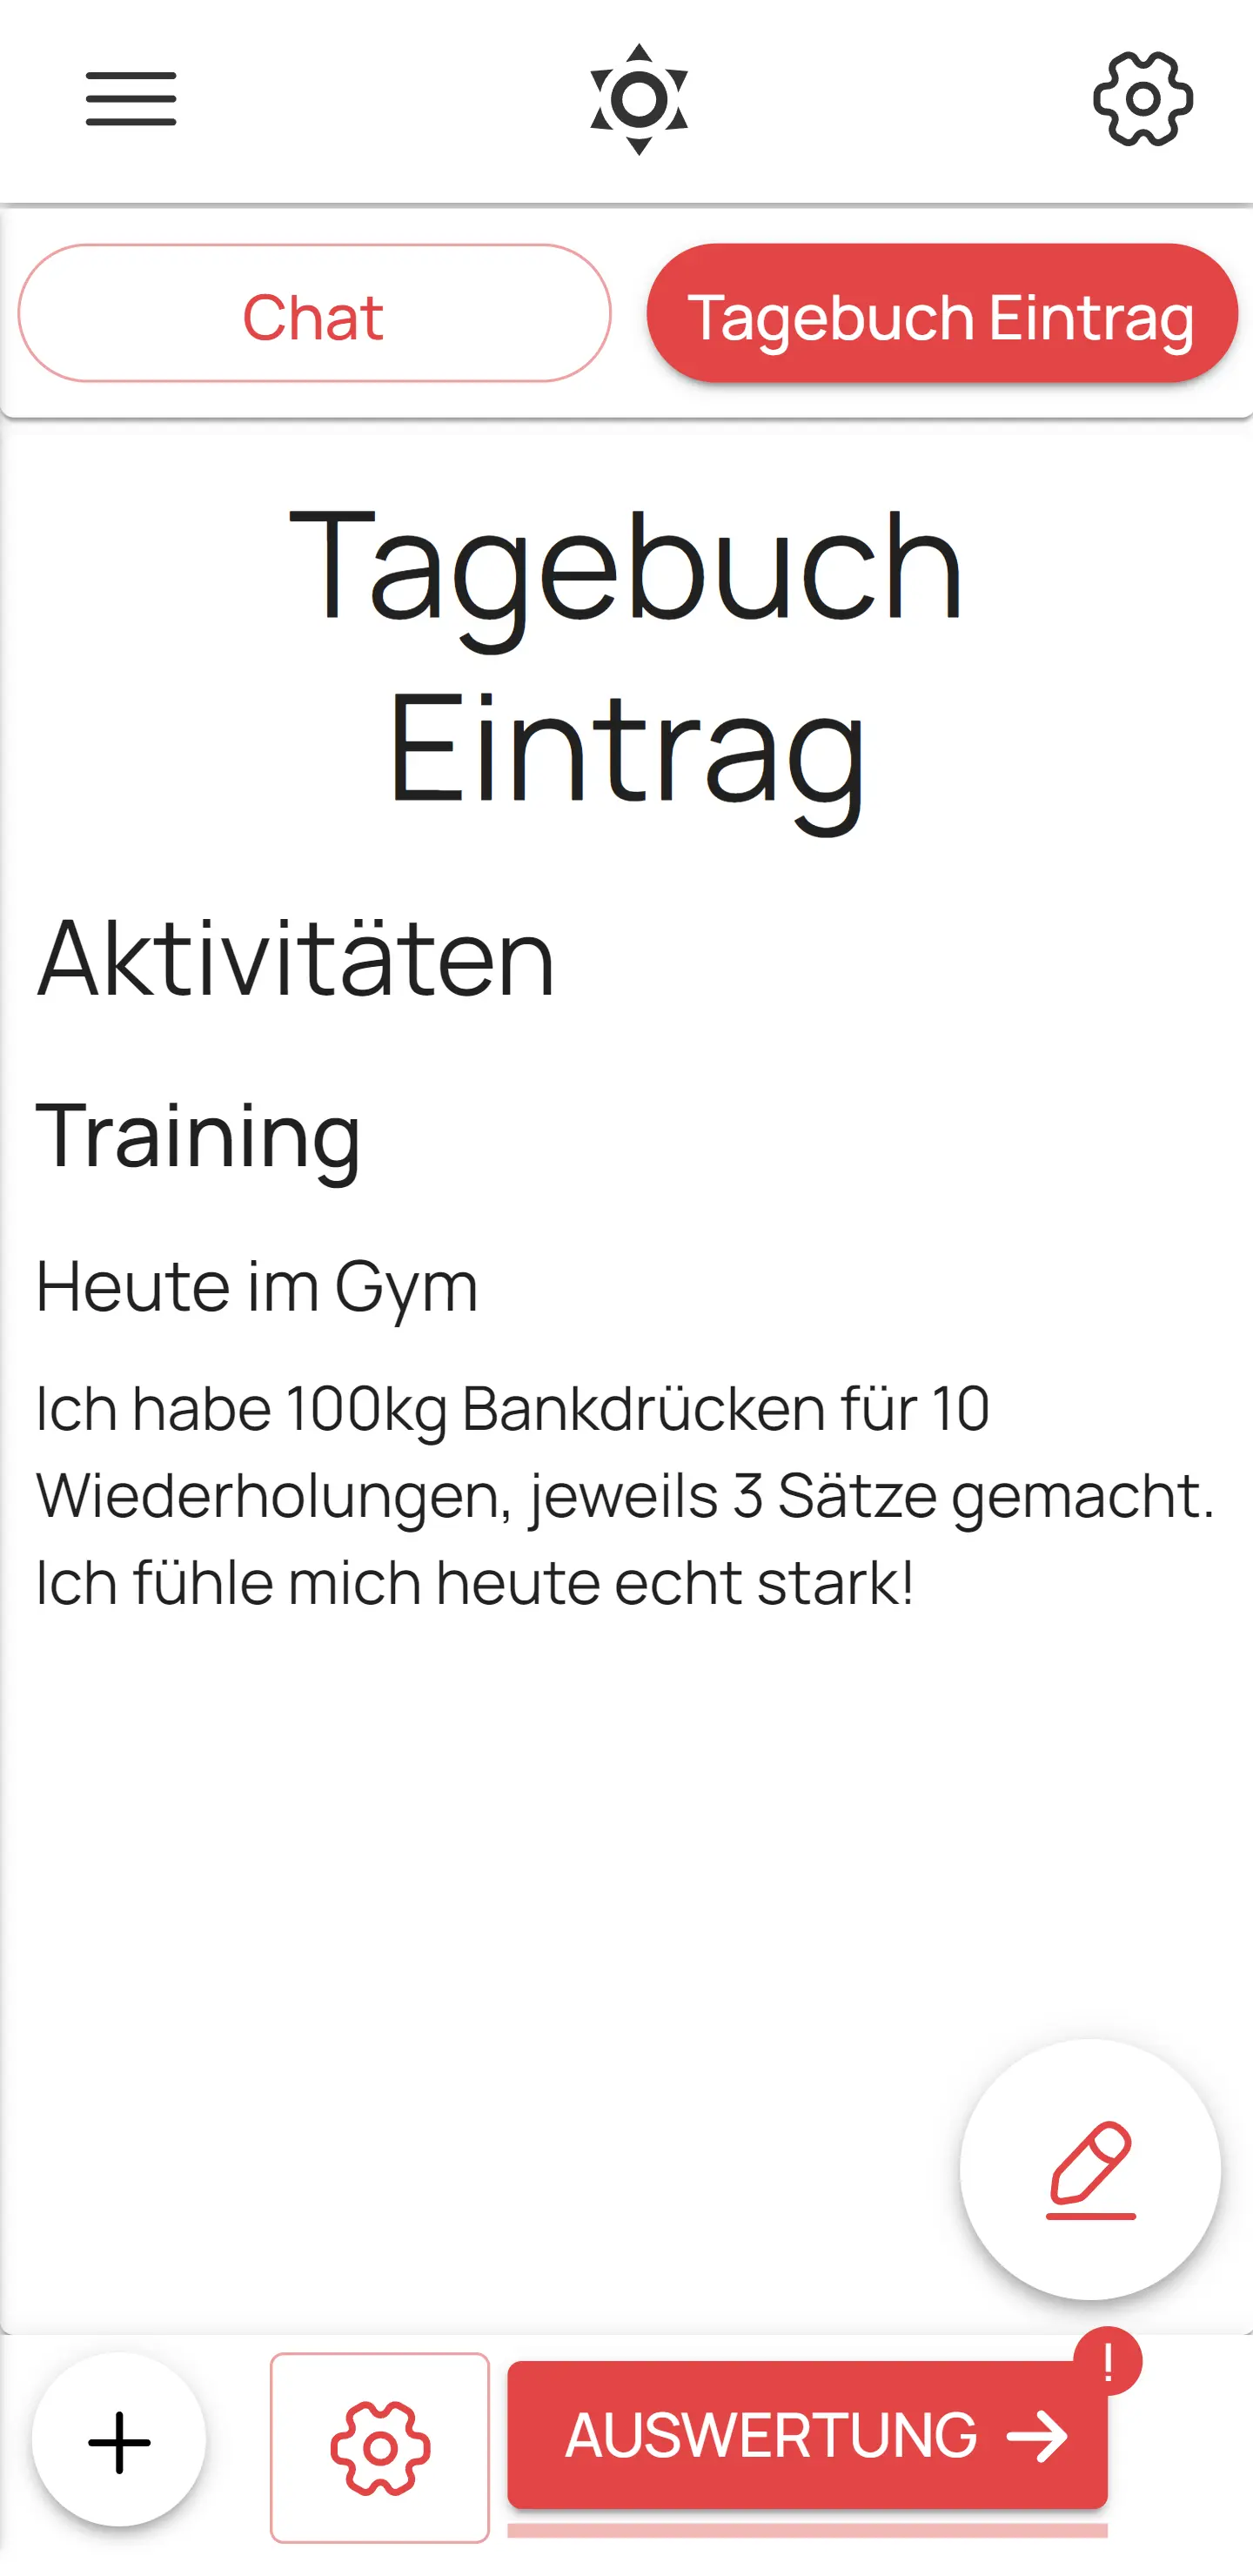 Chat
Tagebuch Eintrag
Tagebuch
Eintrag
Aktivitäten
Training
Heute im Gym
Ich habe 100kg Bankdrücken für 10
Wiederholungen, jeweils 3 Sätze gemacht.
Ich fühle mich heute echt stark!
!
AUSWERTUNG